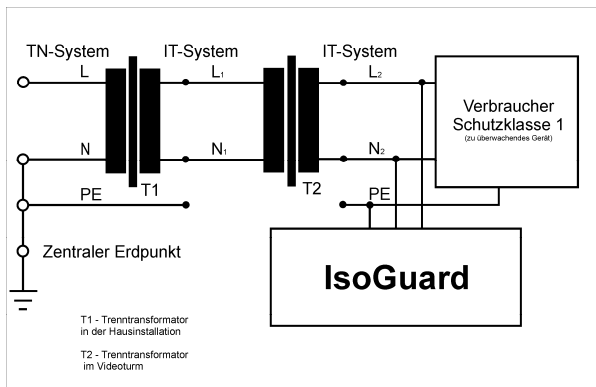 TN-System
IT-System
IT-System
L
L1
L2
Verbraucher
Schutzklasse 1
(zu überwachendes Gerät)
N
N1
N2
PE
T1
T2
PE
Zentraler Erdpunkt
IsoGuard
T1 - Trenntransformator
in der Hausinstallation
T2 - Trenntransformator
im Videoturm